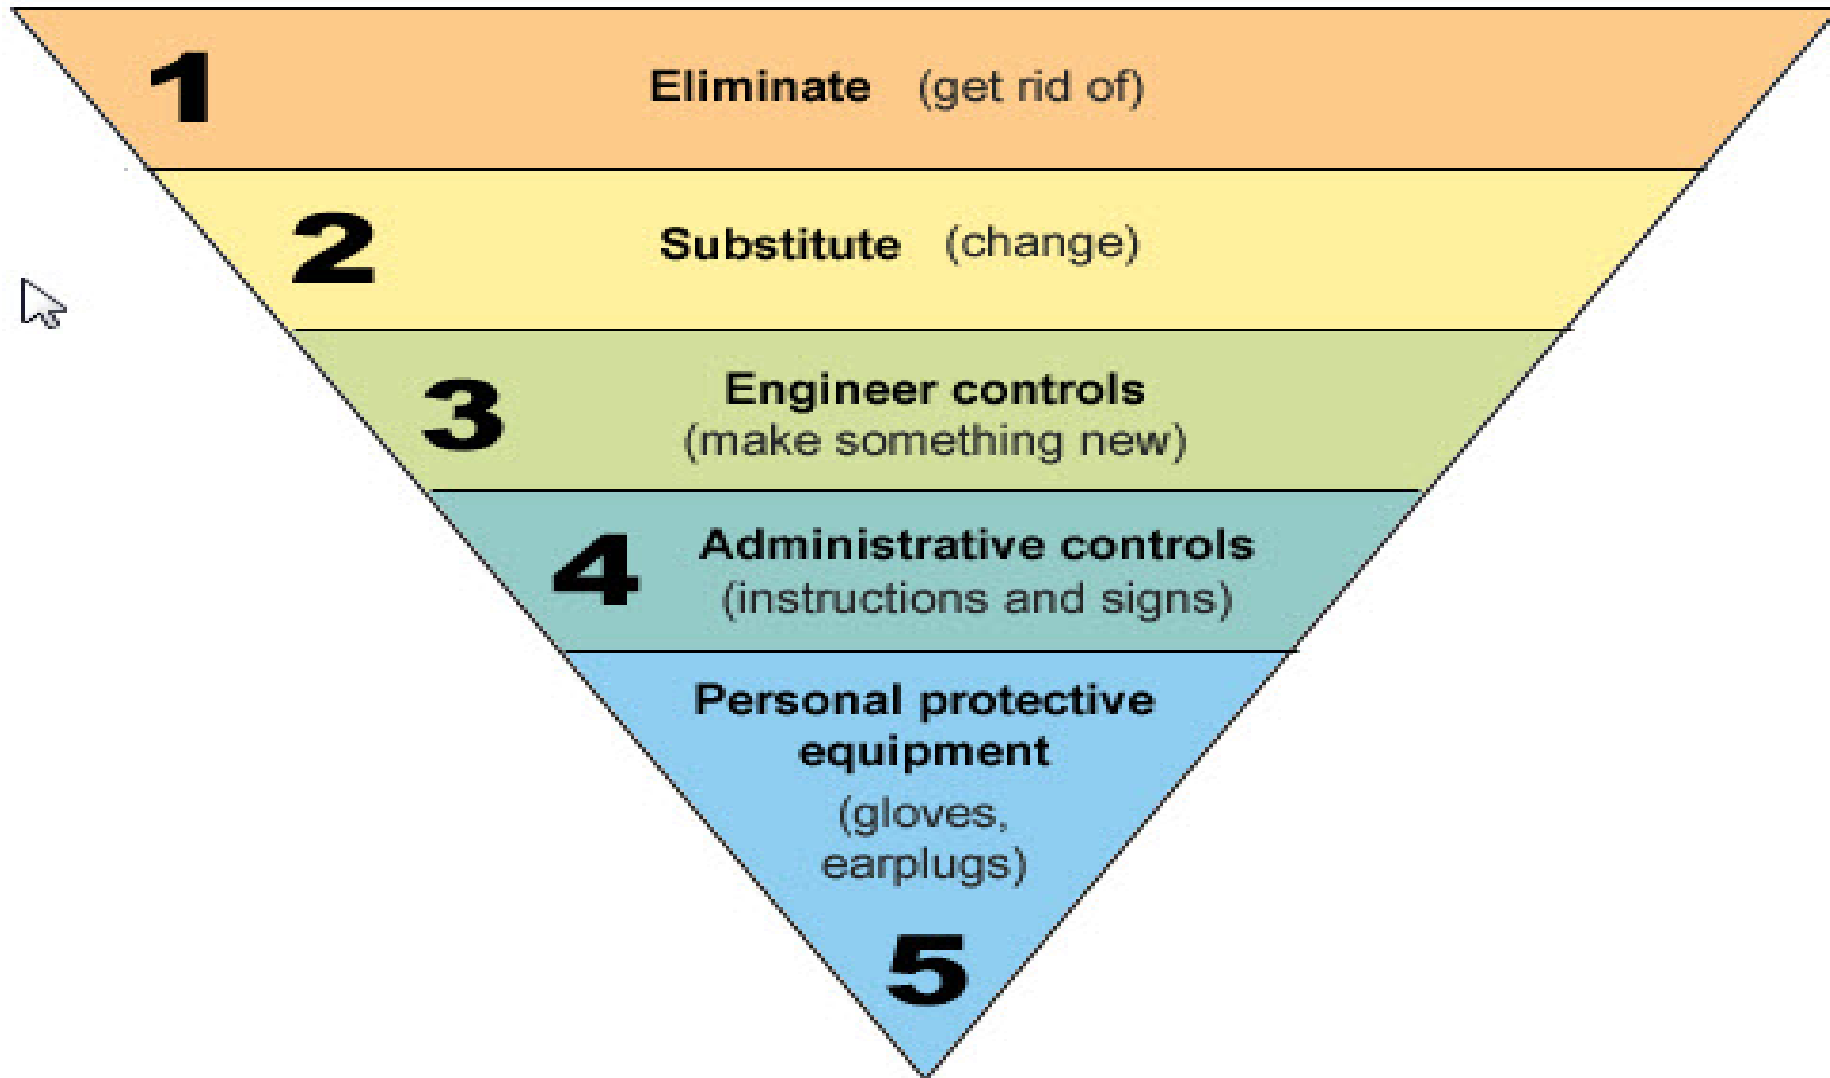 1 Eliminate (get rid of)
2 Substitute (change)
3 Engineer controls
(make something new)
4 Administrative controls
(instructions and signs)
Personal protective
equipment
(gloves,
earplugs)
5